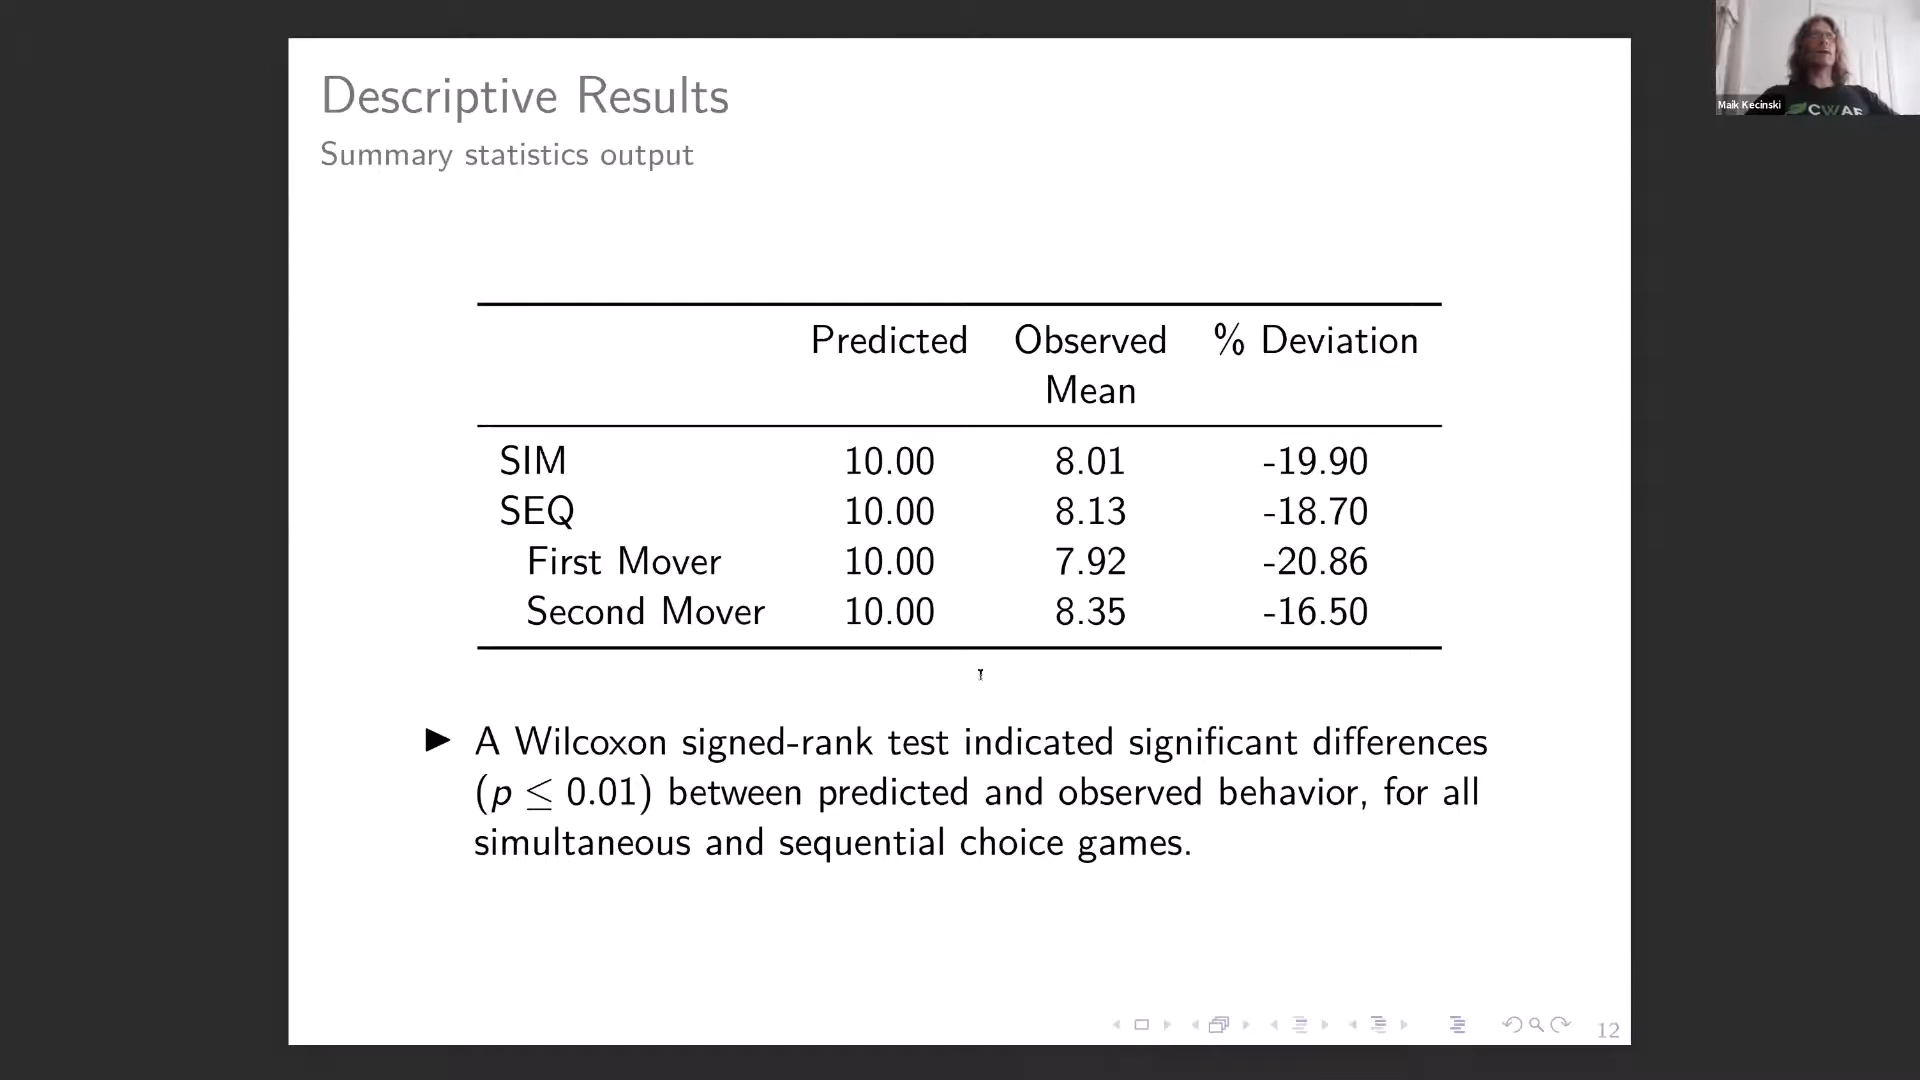 Descriptive Results
Summary statistics output
Predicted Observed % Deviation
Mean
SIM 10.00 8.01 -19.90
SEQ 10.00 8.13 -18.70
First Mover 10.00 7.92 -20.86
Second Mover 10.00 8.35 -16.50
▶ A Wilcoxon signed-rank test indicated significant differences
(p ≤ 0.01) between predicted and observed behavior, for all
simultaneous and sequential choice games.
12
Maik Kecinski